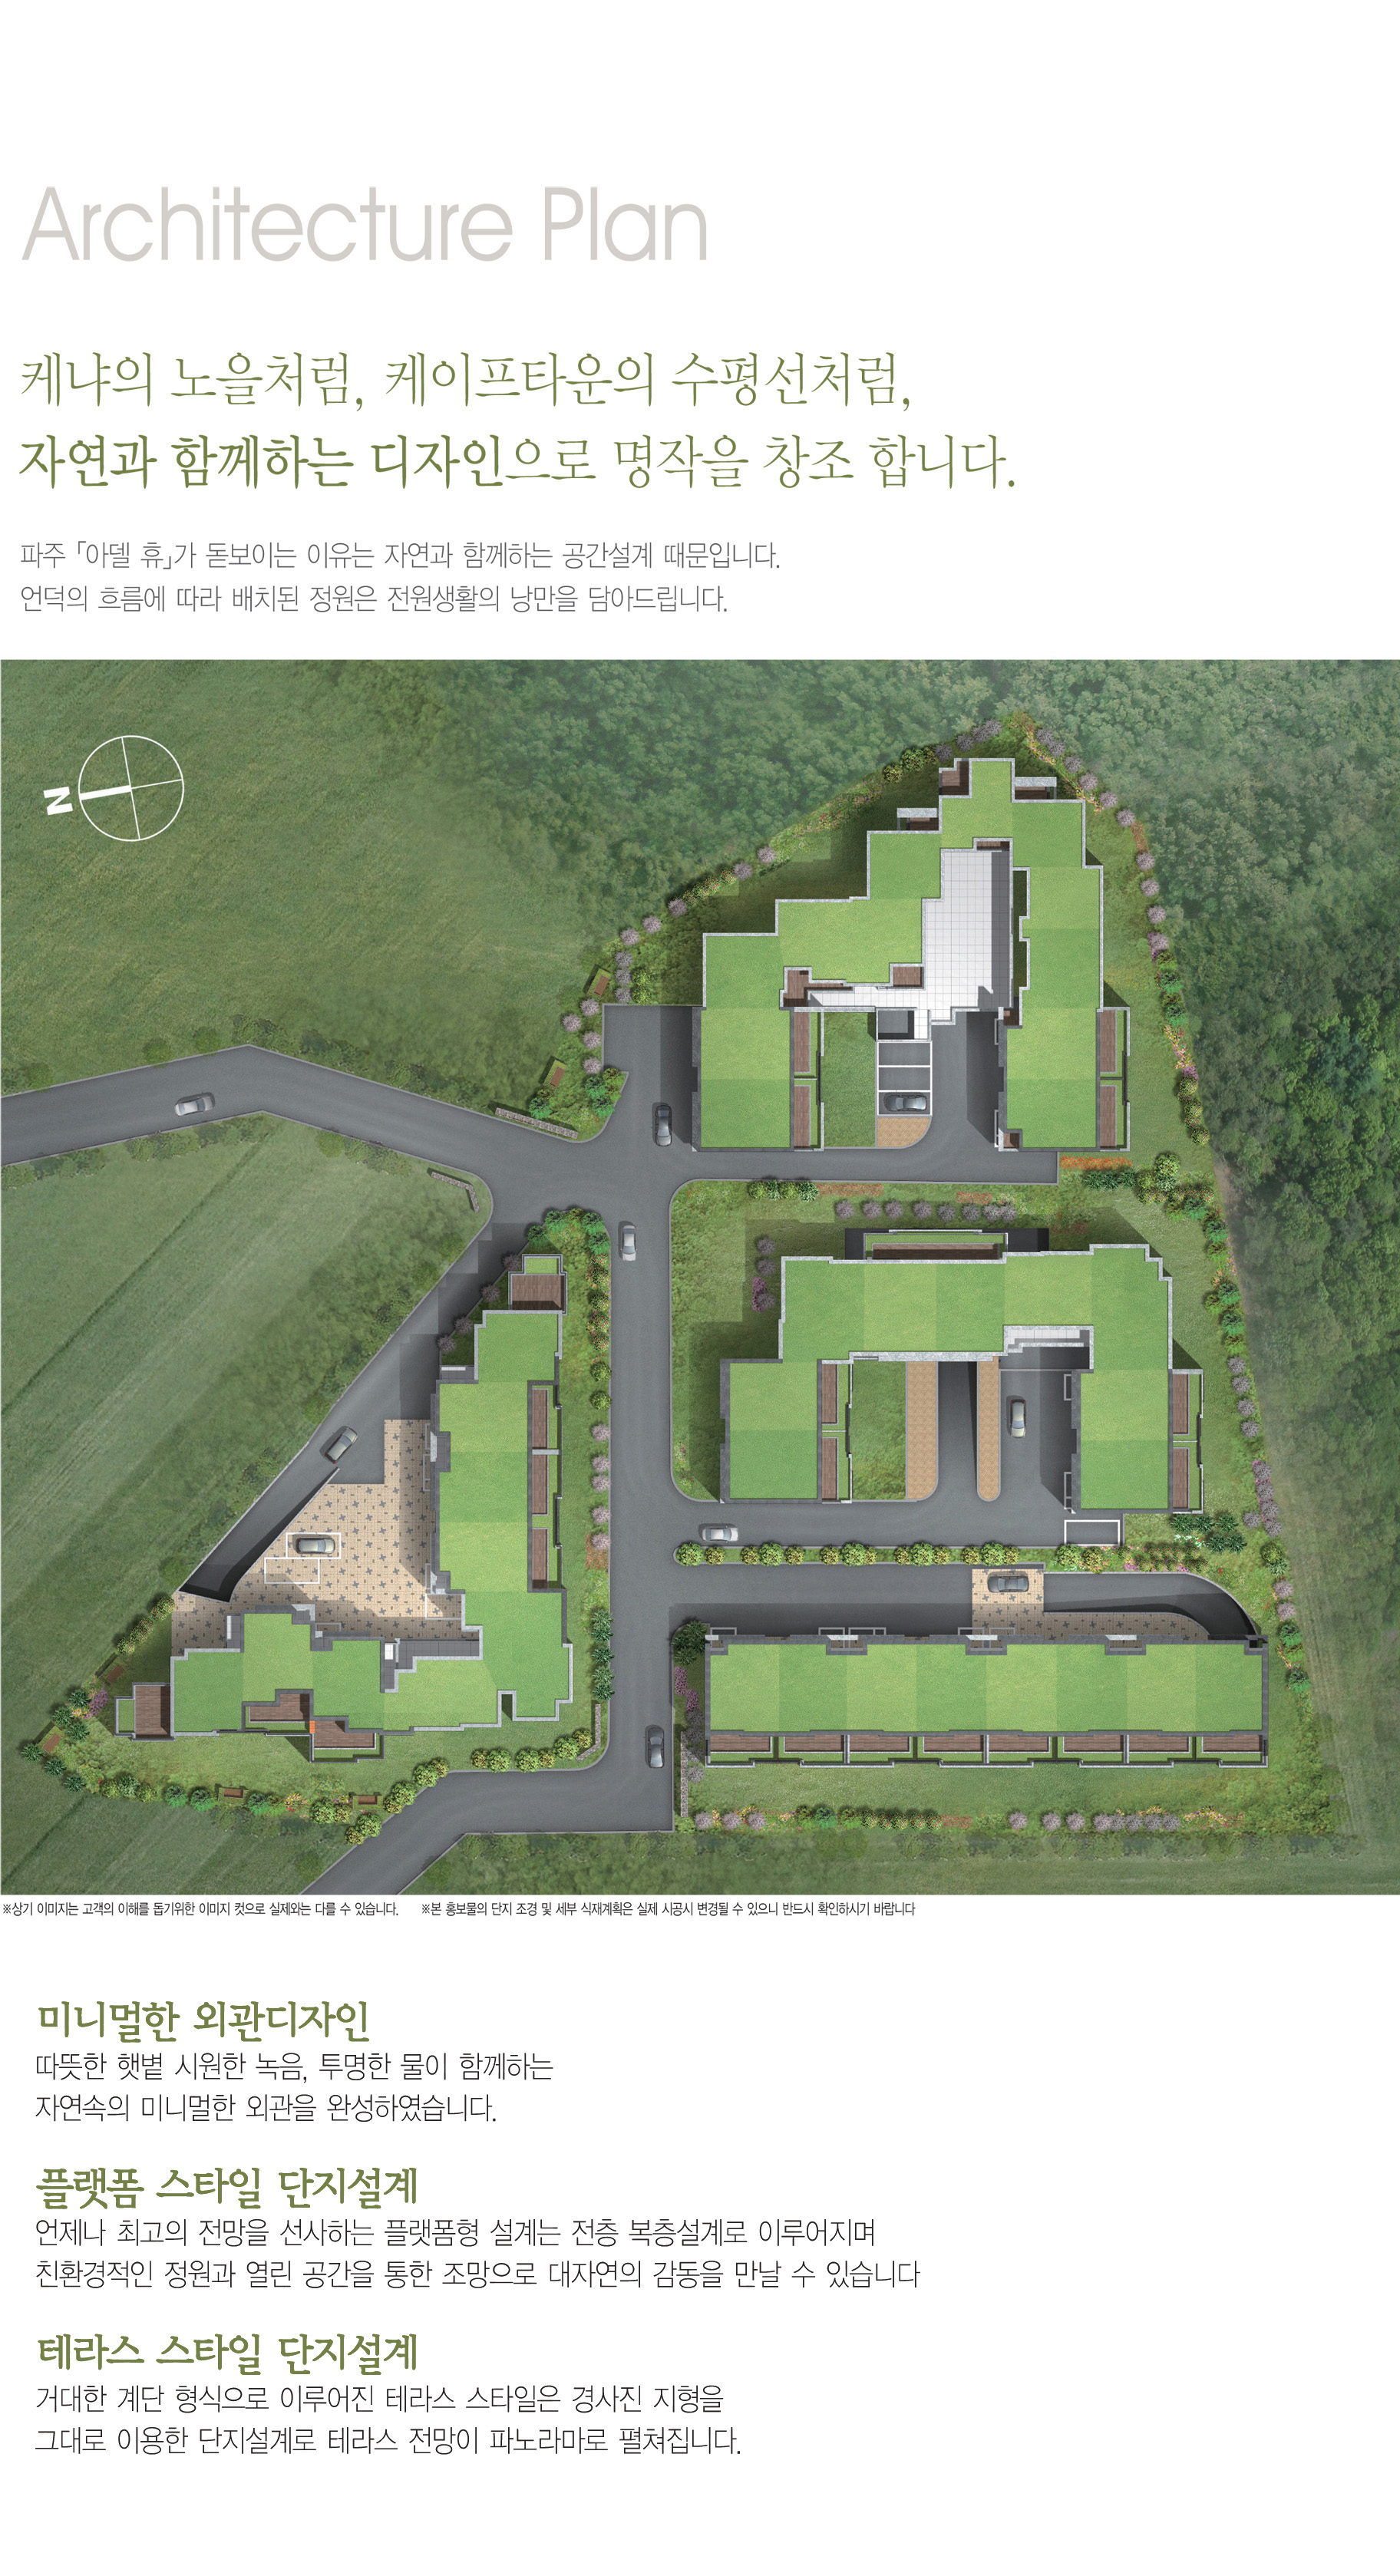 Architecture Plan
케냐의 노을처럼, 케이프타운의 수평선처럼,
자연과 함께하는 디자인으로 명작을 창조 합니다.
파주 「아델 휴」가 돋보이는 이유는 자연과 함께하는 공간설계 때문입니다.
언덕의 흐름에 따라 배치된 정원은 전원생활의 낭만을 담아드립니다.
N
※상기 이미지는 고객의 이해를 돕기위한 이미지 컷으로 실제와는 다를 수 있습니다. ※본 홍보물의 단지 조경 및 세부 식재계획은 실제 시공시 변경될 수 있으니 반드시 확인하시기 바랍니다
미니멀한 외관디자인
따뜻한 햇볕 시원한 녹음, 투명한 물이 함께하는
자연속의 미니멀한 외관을 완성하였습니다.
플랫폼 스타일 단지설계
언제나 최고의 전망을 선사하는 플랫폼형 설계는 전층 복층설계로 이루어지며
친환경적인 정원과 열린 공간을 통한 조망으로 대자연의 감동을 만날 수 있습니다
테라스 스타일 단지설계
거대한 계단 형식으로 이루어진 테라스 스타일은 경사진 지형을
그대로 이용한 단지설계로 테라스 전망이 파노라마로 펼쳐집니다.